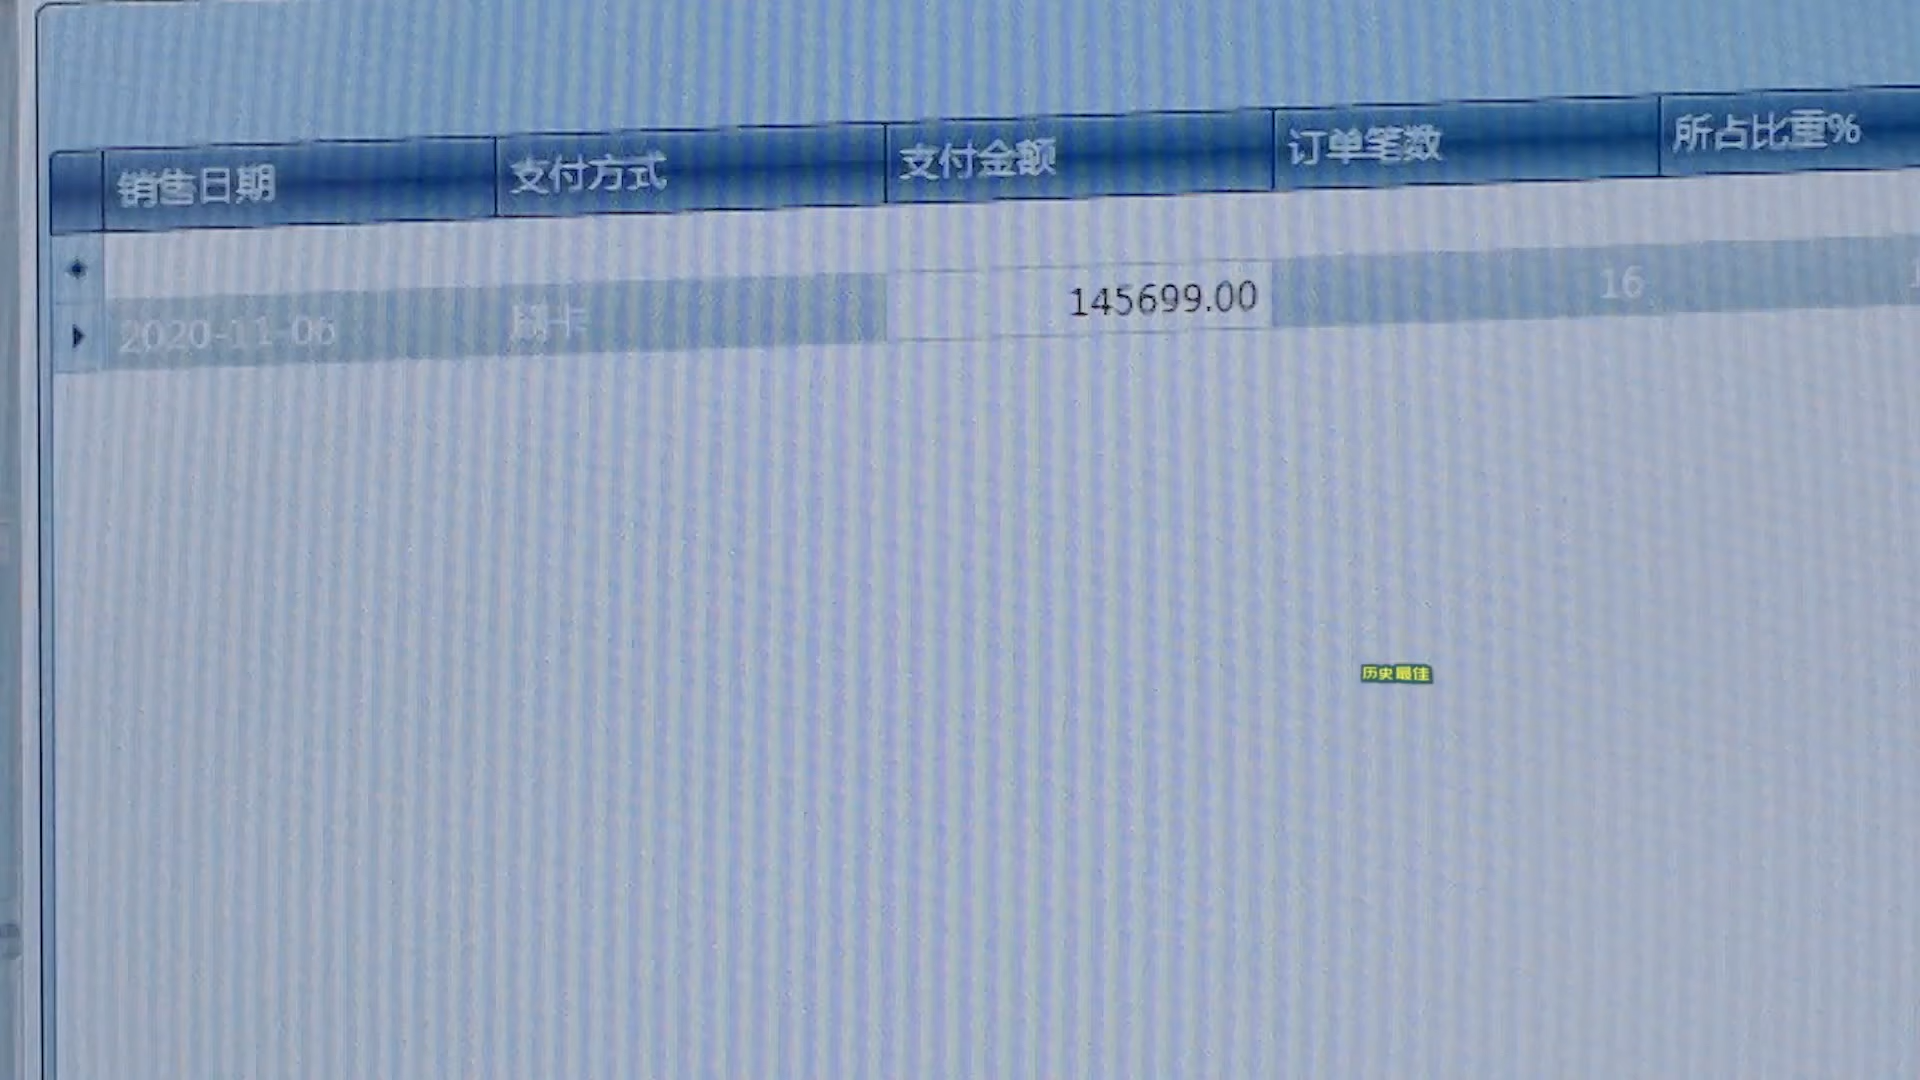 销售日期 支付方式 支付金额 订单笔数 所占比重%
2020-11-06 刷卡 145699.00 16
历史最佳